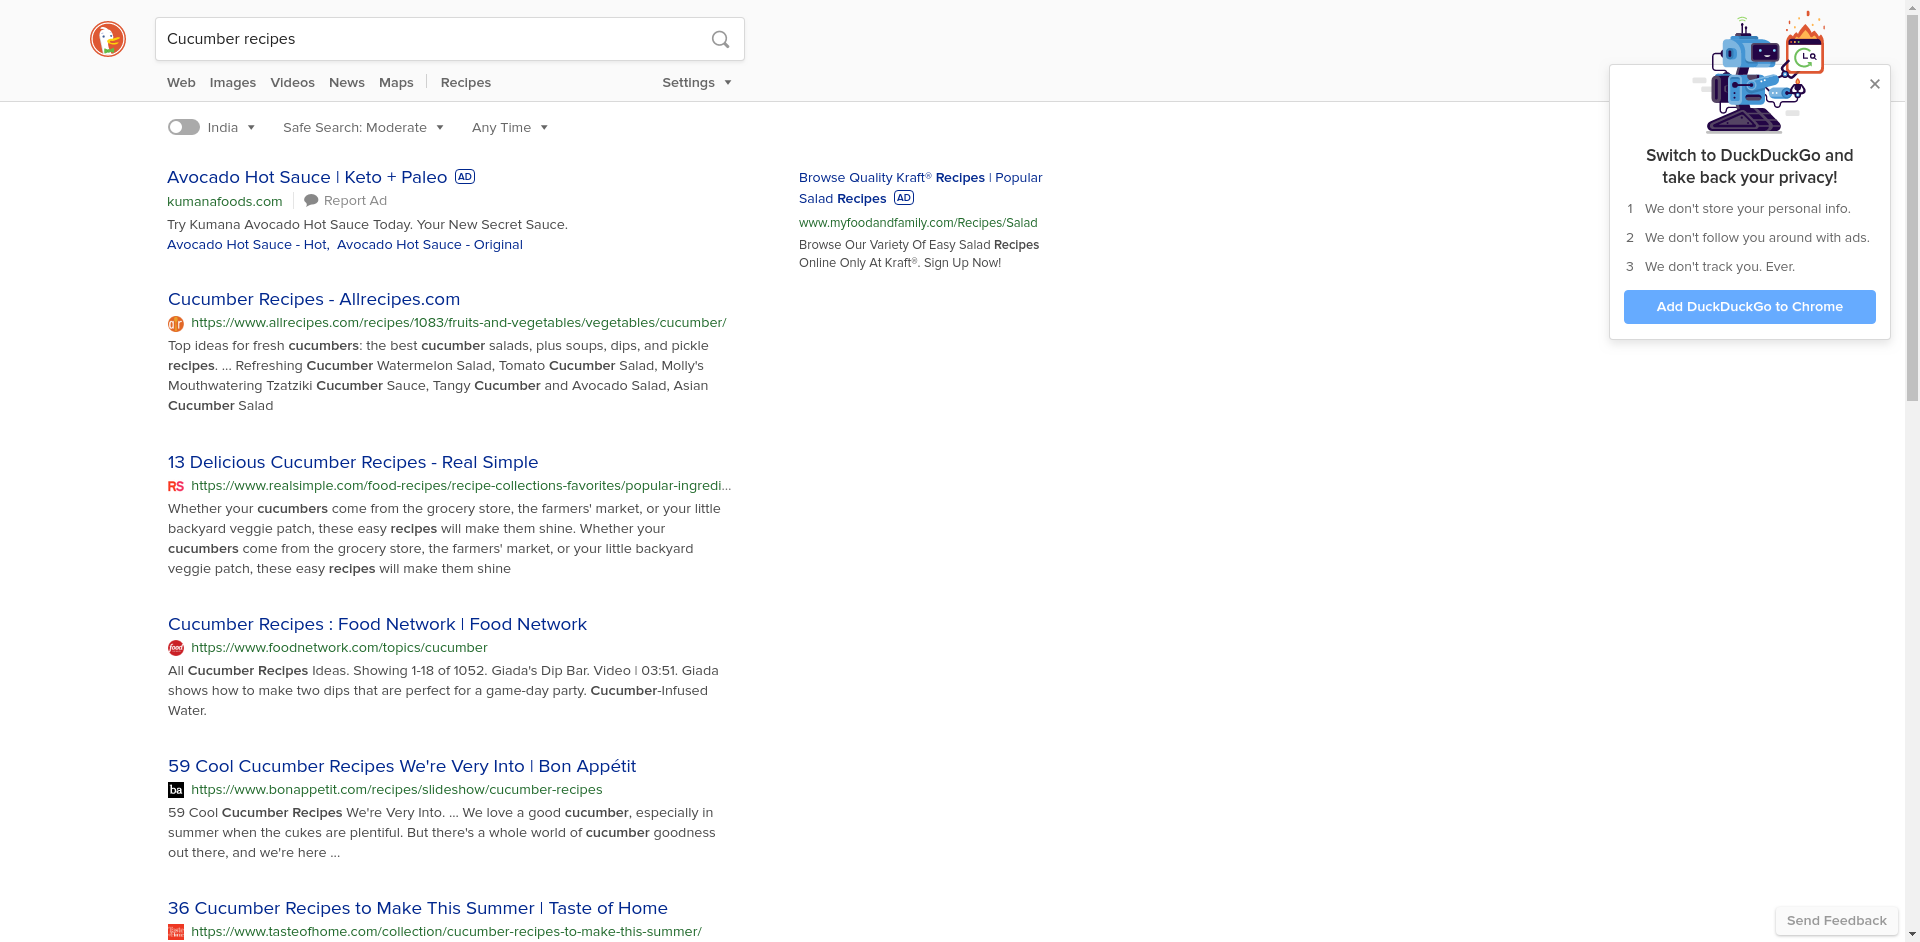 Cucumber recipes
Web Images Videos News Maps Recipes Settings
India Safe Search: Moderate Any Time
Avocado Hot Sauce | Keto + Paleo AD
kumanafoods.com Report Ad
Try Kumana Avocado Hot Sauce Today. Your New Secret Sauce.
Avocado Hot Sauce - Hot, Avocado Hot Sauce - Original
Cucumber Recipes - Allrecipes.com
https://www.allrecipes.com/recipes/1083/fruits-and-vegetables/vegetables/cucumber/
Top ideas for fresh cucumbers: the best cucumber salads, plus soups, dips, and pickle
recipes. ... Refreshing Cucumber Watermelon Salad, Tomato Cucumber Salad, Molly's
Mouthwatering Tzatziki Cucumber Sauce, Tangy Cucumber and Avocado Salad, Asian
Cucumber Salad
13 Delicious Cucumber Recipes - Real Simple
RS https://www.realsimple.com/food-recipes/recipe-collections-favorites/popular-ingredi...
Whether your cucumbers come from the grocery store, the farmers' market, or your little
backyard veggie patch, these easy recipes will make them shine. Whether your
cucumbers come from the grocery store, the farmers' market, or your little backyard
veggie patch, these easy recipes will make them shine
Cucumber Recipes : Food Network | Food Network
food https://www.foodnetwork.com/topics/cucumber
All Cucumber Recipes Ideas. Showing 1-18 of 1052. Giada's Dip Bar. Video | 03:51. Giada
shows how to make two dips that are perfect for a game-day party. Cucumber-Infused
Water.
59 Cool Cucumber Recipes We're Very Into | Bon Appétit
ba https://www.bonappetit.com/recipes/slideshow/cucumber-recipes
59 Cool Cucumber Recipes We're Very Into. ... We love a good cucumber, especially in
summer when the cukes are plentiful. But there's a whole world of cucumber goodness
out there, and we're here ...
36 Cucumber Recipes to Make This Summer | Taste of Home
https://www.tasteofhome.com/collection/cucumber-recipes-to-make-this-summer/
Browse Quality Kraft® Recipes | Popular
Salad Recipes AD
www.myfoodandfamily.com/Recipes/Salad
Browse Our Variety Of Easy Salad Recipes
Online Only At Kraft®. Sign Up Now!
Switch to DuckDuckGo and
take back your privacy!
1 We don't store your personal info.
2 We don't follow you around with ads.
3 We don't track you. Ever.
Add DuckDuckGo to Chrome
Send Feedback